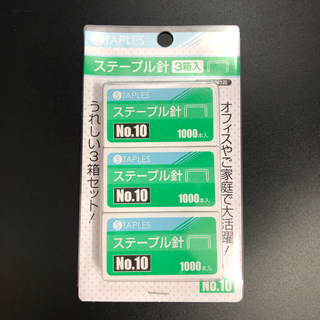 STAPLES
ステープル針 3箱入
うれしい3箱セット!
オフィスやご家庭で大活躍!
STAPLES
ステープル針
No.10
1000本入
STAPLES
ステープル針
No.10
1000本入
STAPLES
ステープル針
No.10
1000本入
No.10